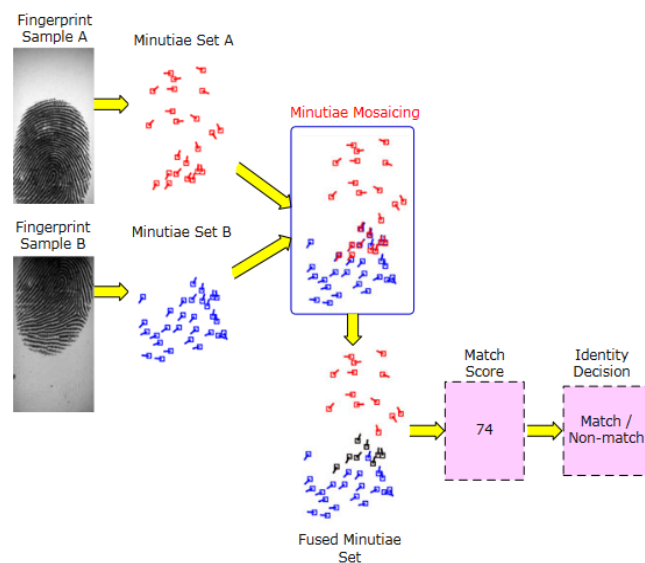 Fingerprint
Sample A
Minutiae Set A
Minutiae Mosaicing
Fingerprint
Sample B
Minutiae Set B
Match
Score
Identity
Decision
74
Match /
Non-match
Fused Minutiae
Set